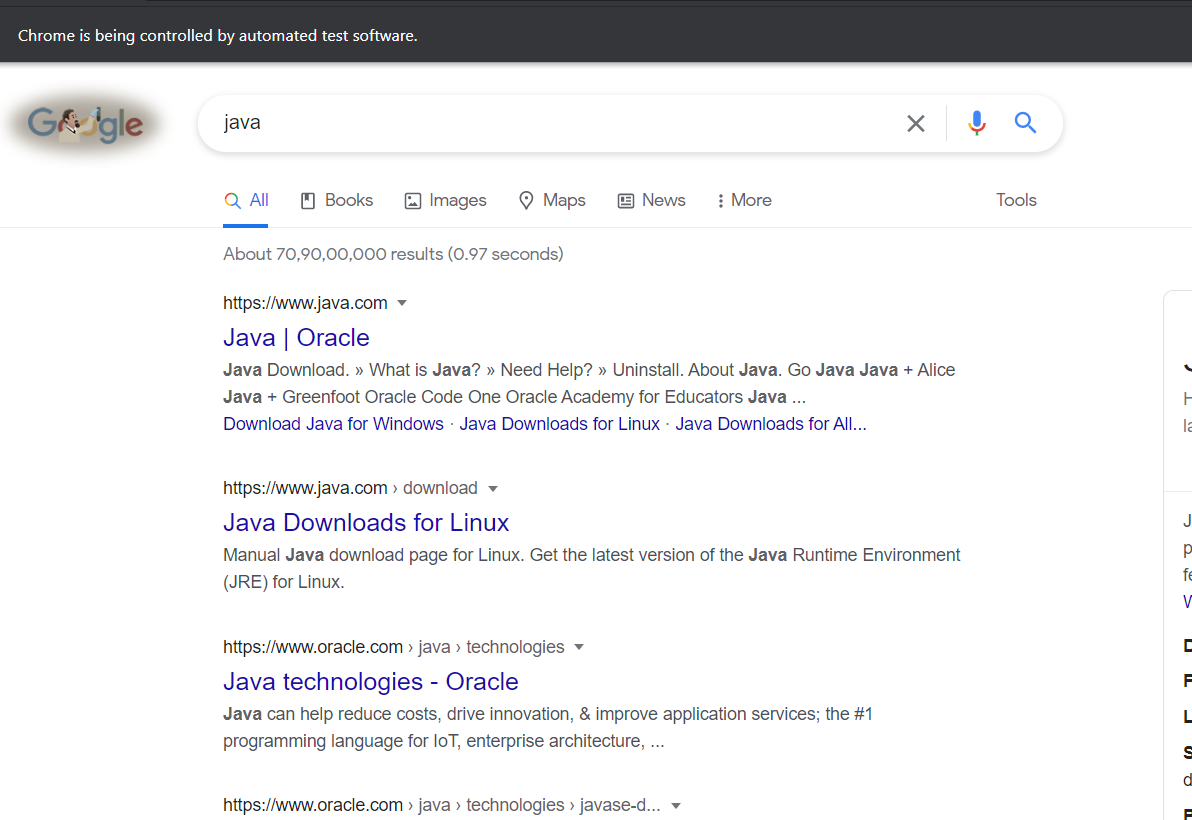 Chrome is being controlled by automated test software.
Google
java
All Books Images Maps News More Tools
About 70,90,00,000 results (0.97 seconds)
https://www.java.com
Java | Oracle
Java Download. » What is Java? » Need Help? » Uninstall. About Java. Go Java Java + Alice
Java + Greenfoot Oracle Code One Oracle Academy for Educators Java ...
Download Java for Windows · Java Downloads for Linux · Java Downloads for All...
https://www.java.com › download
Java Downloads for Linux
Manual Java download page for Linux. Get the latest version of the Java Runtime Environment
(JRE) for Linux.
https://www.oracle.com › java › technologies
Java technologies - Oracle
Java can help reduce costs, drive innovation, & improve application services; the #1
programming language for IoT, enterprise architecture, ...
https://www.oracle.com › java › technologies › javase-d...